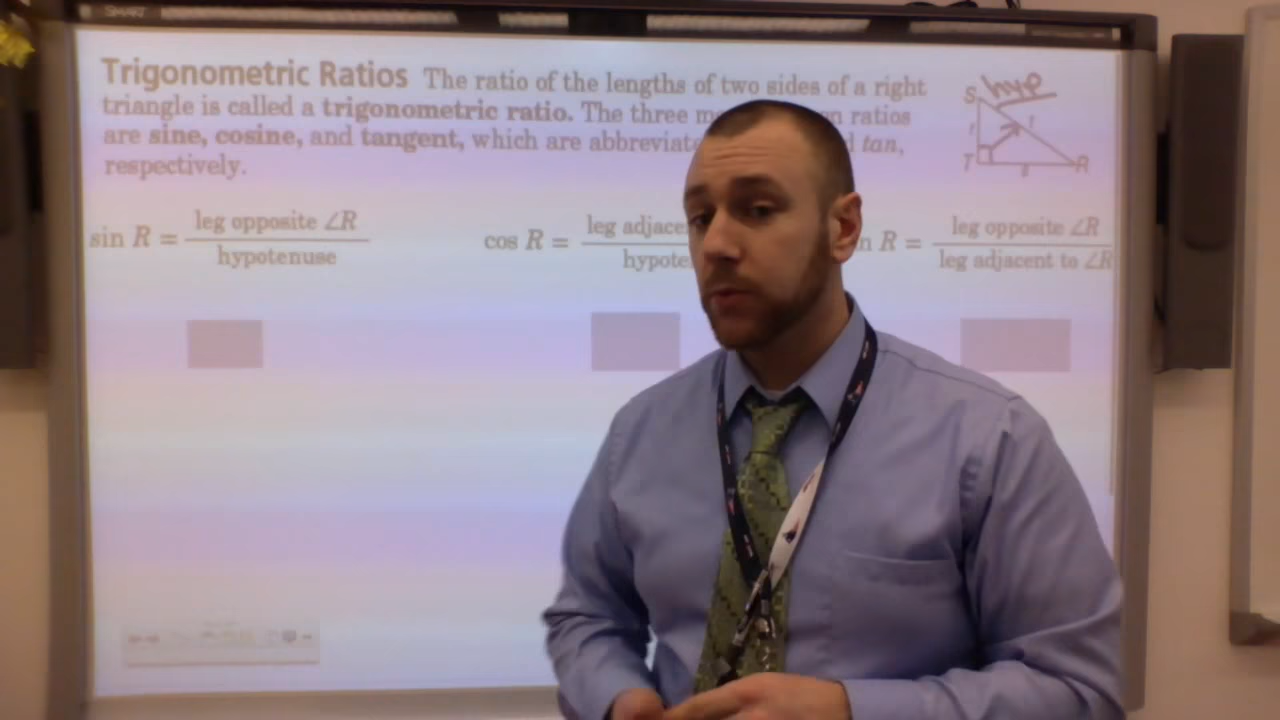 SMART
Trigonometric Ratios The ratio of the lengths of two sides of a right
triangle is called a trigonometric ratio. The three ratios
are sine, cosine, and tangent, which are tan,
respectively.
hyp
S
T
R
sin R = leg opposite ∠R
hypotenuse
cos R =
leg
R = leg opposite ∠R
leg adjacent to ∠R